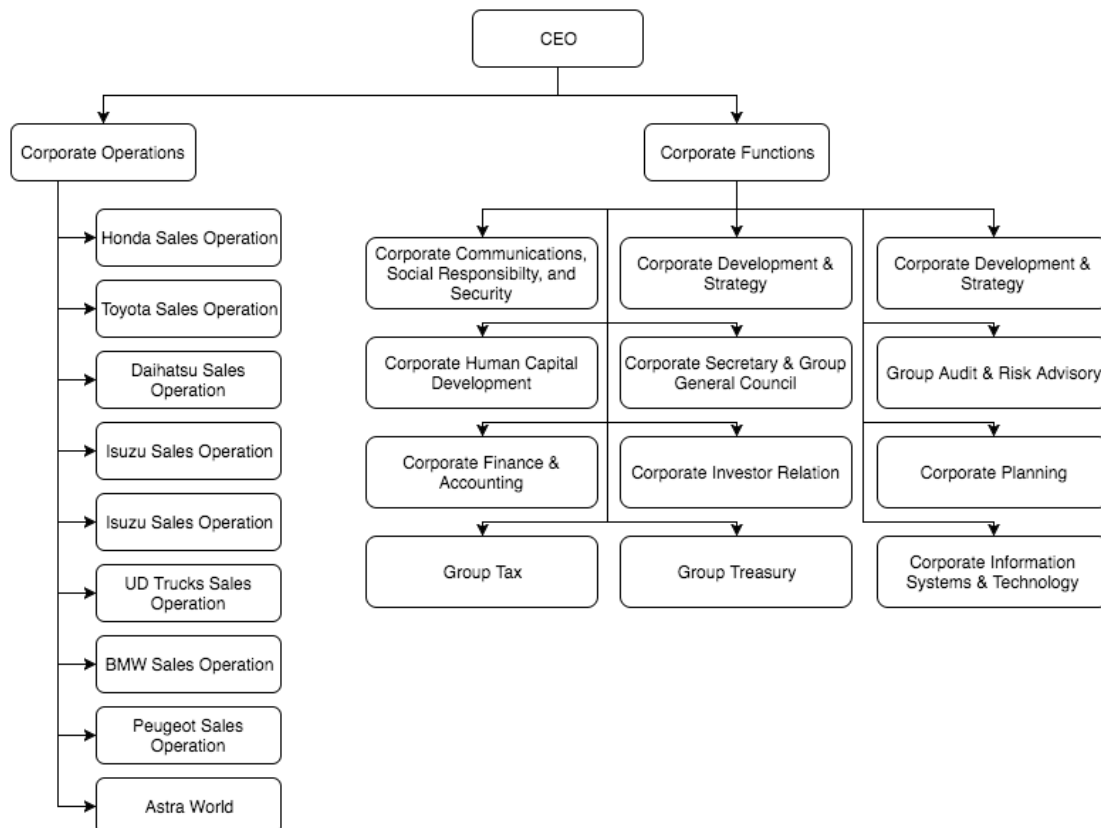 CEO
Corporate Operations
Corporate Functions
Honda Sales Operation
Toyota Sales Operation
Daihatsu Sales
Operation
Isuzu Sales Operation
Isuzu Sales Operation
UD Trucks Sales
Operation
BMW Sales Operation
Peugeot Sales
Operation
Astra World
Corporate Communications,
Social Responsibilty, and
Security
Corporate Development &
Strategy
Corporate Development &
Strategy
Corporate Human Capital
Development
Corporate Secretary & Group
General Council
Group Audit & Risk Advisory
Corporate Finance &
Accounting
Corporate Investor Relation
Corporate Planning
Group Tax
Group Treasury
Corporate Information
Systems & Technology